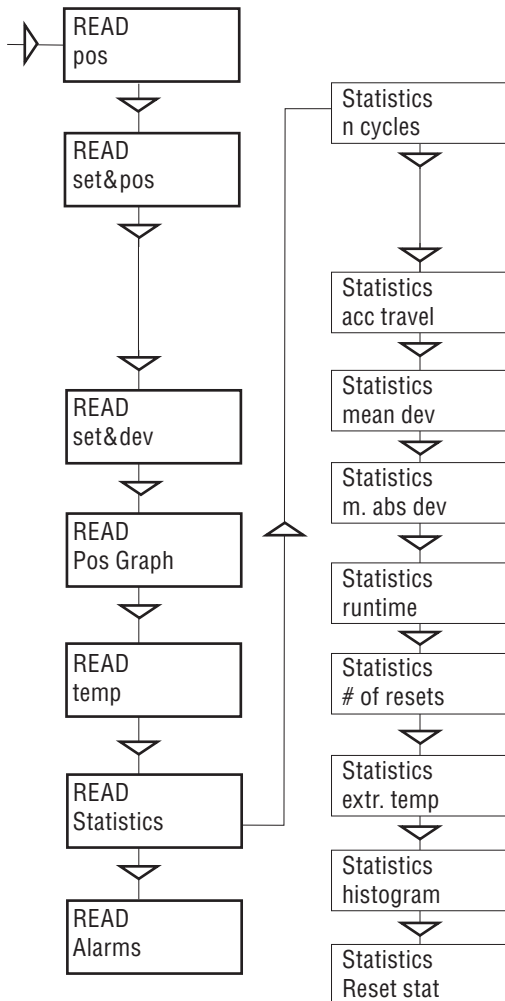 READ
pos
READ
set&pos
READ
set&dev
READ
Pos Graph
READ
temp
READ
Statistics
READ
Alarms
Statistics
n cycles
Statistics
acc travel
Statistics
mean dev
Statistics
m. abs dev
Statistics
runtime
Statistics
# of resets
Statistics
extr. temp
Statistics
histogram
Statistics
Reset stat